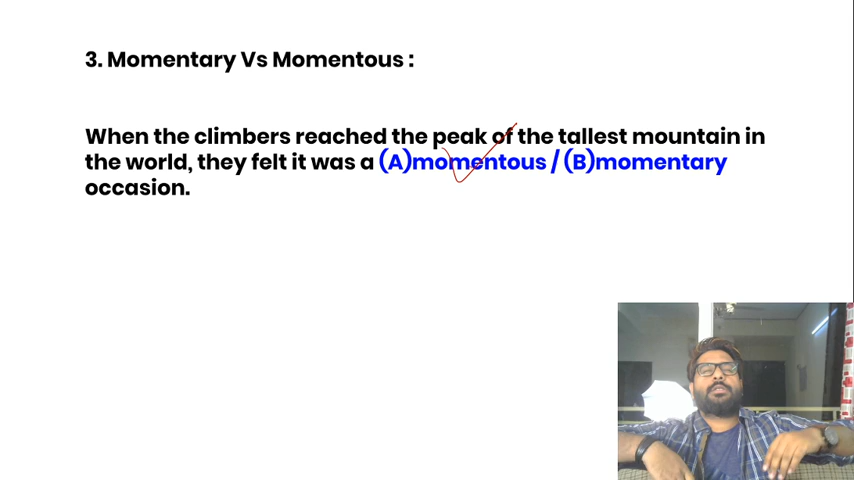 3. Momentary Vs Momentous :
When the climbers reached the peak of the tallest mountain in
the world, they felt it was a (A)momentous / (B)momentary
occasion.